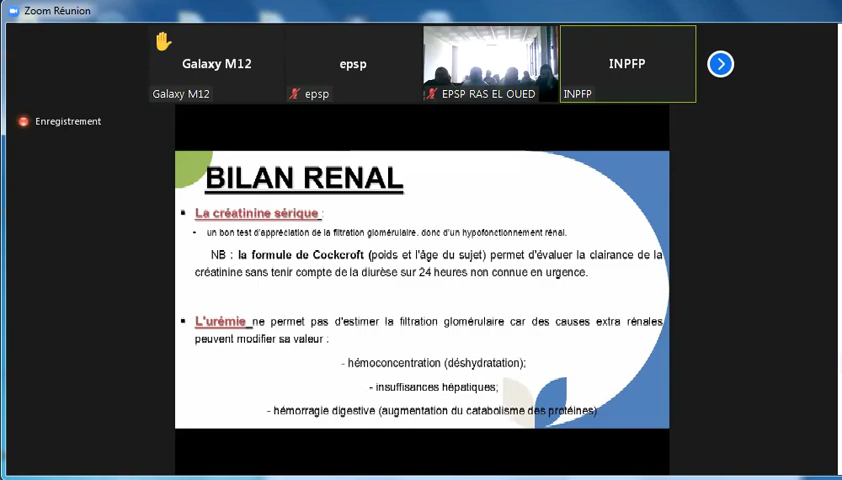 Zoom Réunion
Galaxy M12
epsp
INPFP
Galaxy M12
epsp
EPSP RAS EL OUED
INPFP
Enregistrement
BILAN RENAL
La créatinine sérique :
un bon test d'appréciation de la filtration glomérulaire, donc d'un hypofonctionnement rénal.
NB : la formule de Cockcroft (poids et l'âge du sujet) permet d'évaluer la clairance de la
créatinine sans tenir compte de la diurèse sur 24 heures non connue en urgence.
L'urémie ne permet pas d'estimer la filtration glomérulaire car des causes extra rénales
peuvent modifier sa valeur :
- hémoconcentration (déshydratation);
- insuffisances hépatiques;
- hémorragie digestive (augmentation du catabolisme des protéines)